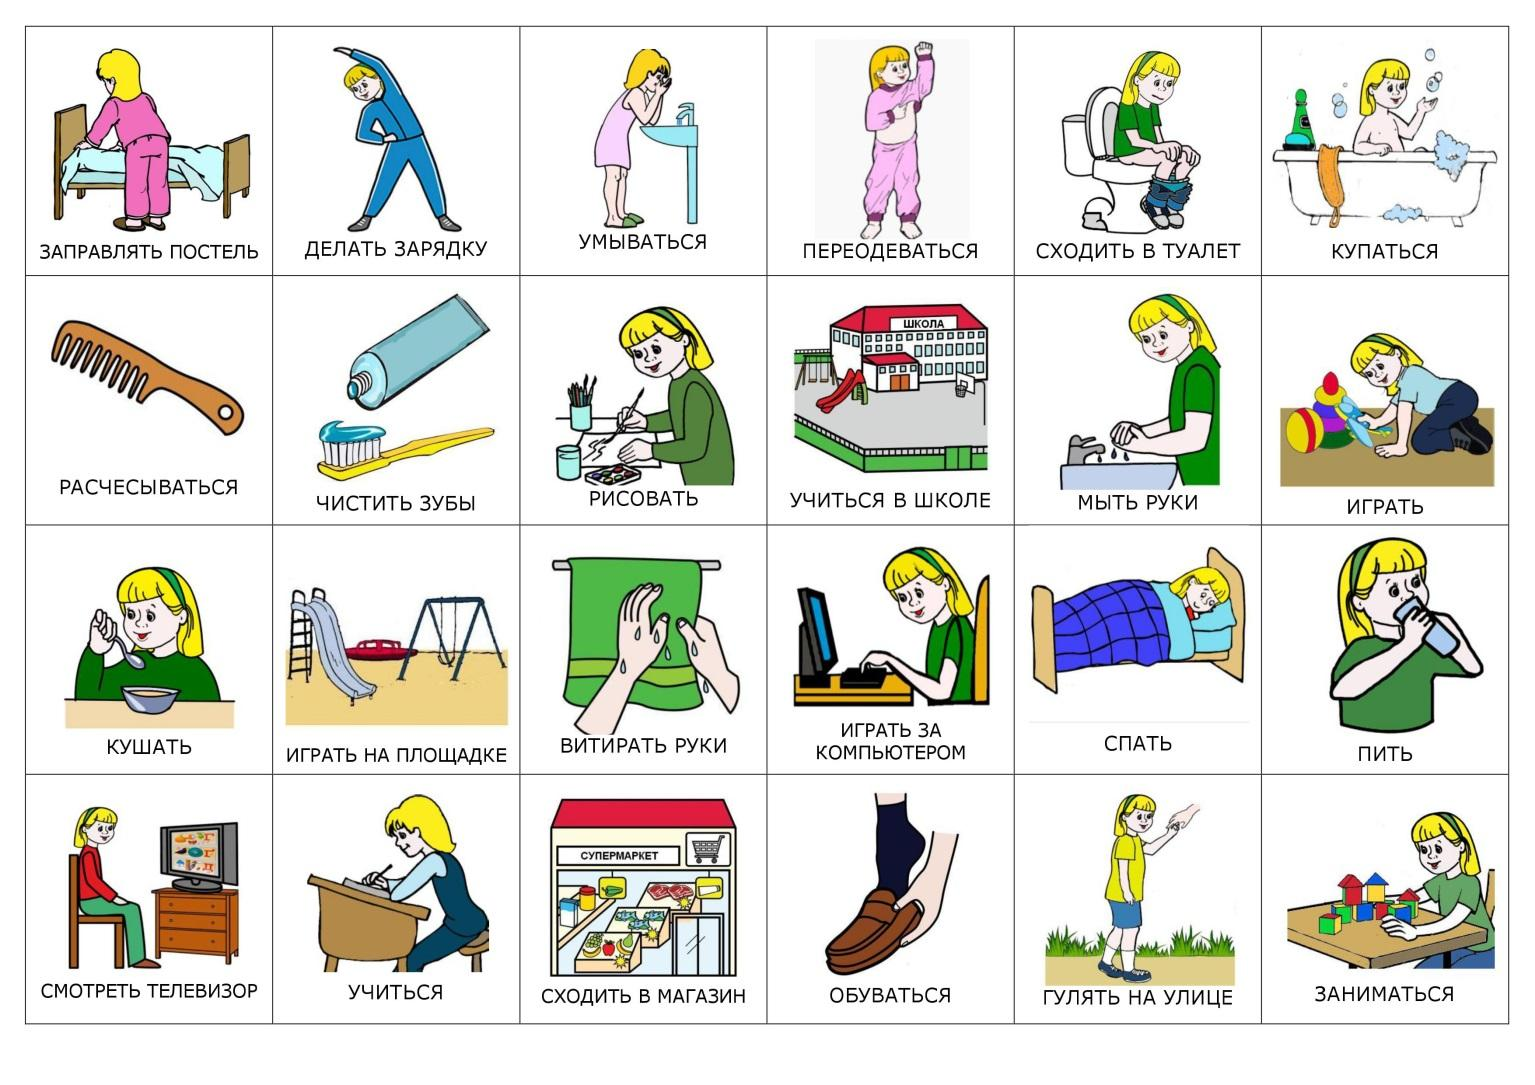 ЗАПРАВЛЯТЬ ПОСТЕЛЬ
ДЕЛАТЬ ЗАРЯДКУ
УМЫВАТЬСЯ
ПЕРЕОДЕВАТЬСЯ
СХОДИТЬ В ТУАЛЕТ
КУПАТЬСЯ
РАСЧЕСЫВАТЬСЯ
ЧИСТИТЬ ЗУБЫ
РИСОВАТЬ
ШКОЛА
УЧИТЬСЯ В ШКОЛЕ
МЫТЬ РУКИ
ИГРАТЬ
КУШАТЬ
ИГРАТЬ НА ПЛОЩАДКЕ
ВИТИРАТЬ РУКИ
ИГРАТЬ ЗА
КОМПЬЮТЕРОМ
СПАТЬ
ПИТЬ
СМОТРЕТЬ ТЕЛЕВИЗОР
УЧИТЬСЯ
СУПЕРМАРКЕТ
СХОДИТЬ В МАГАЗИН
ОБУВАТЬСЯ
ГУЛЯТЬ НА УЛИЦЕ
ЗАНИМАТЬСЯ